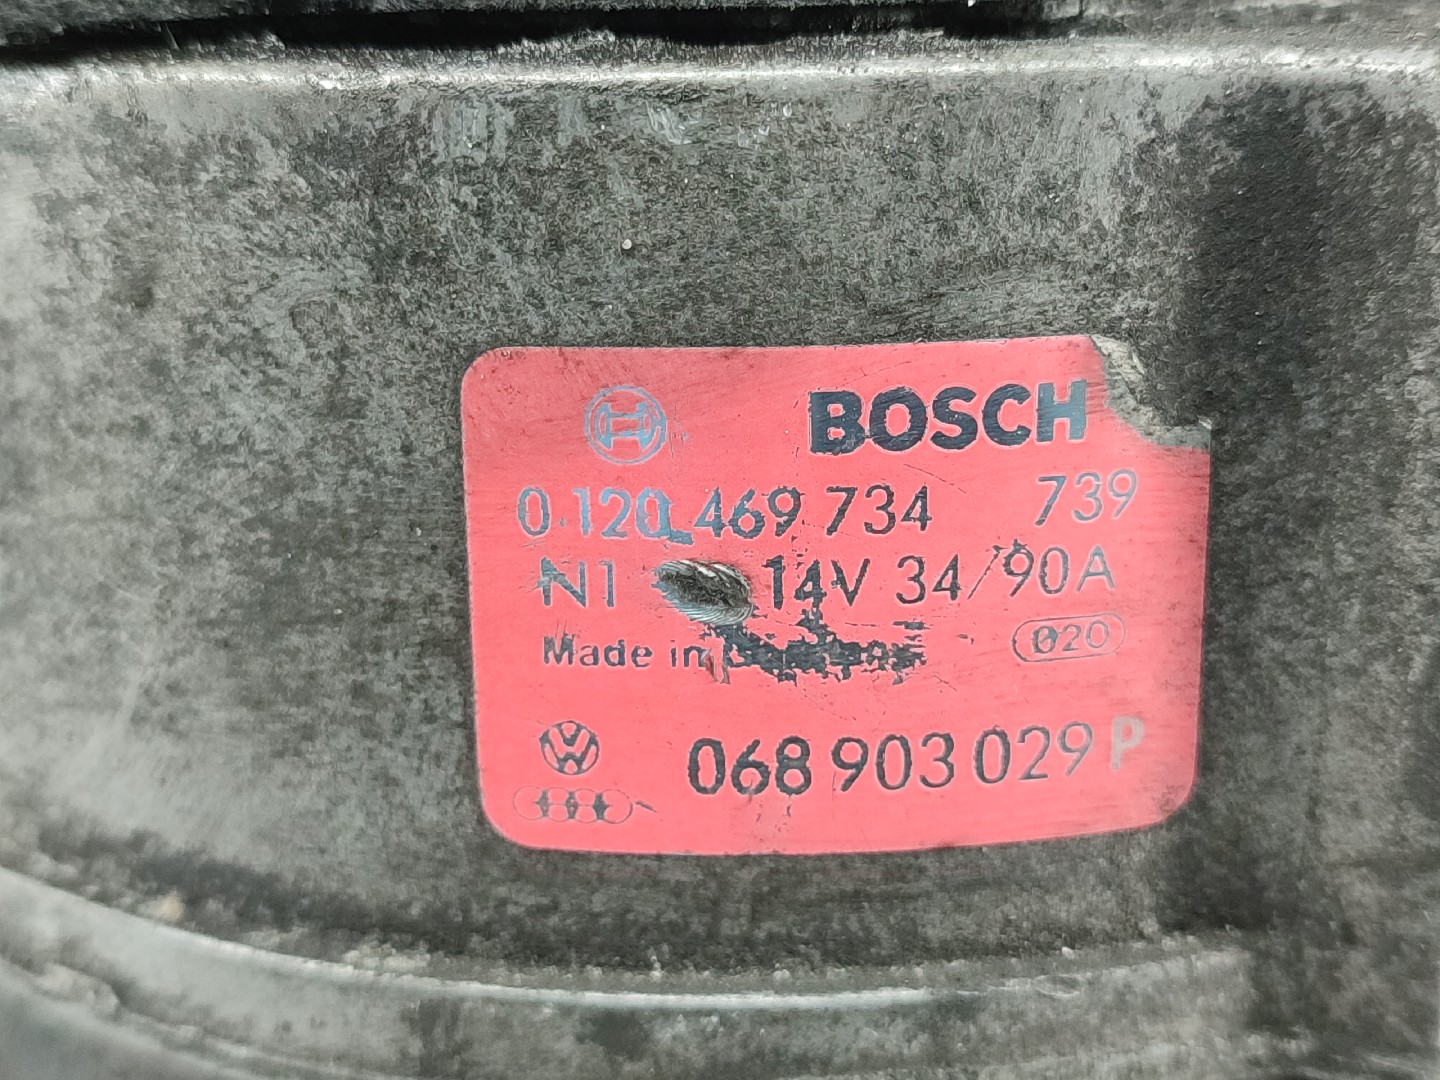 BOSCH
0 120 469 734 739
N1 14V 34/90A
Made in 020
068 903 029 P